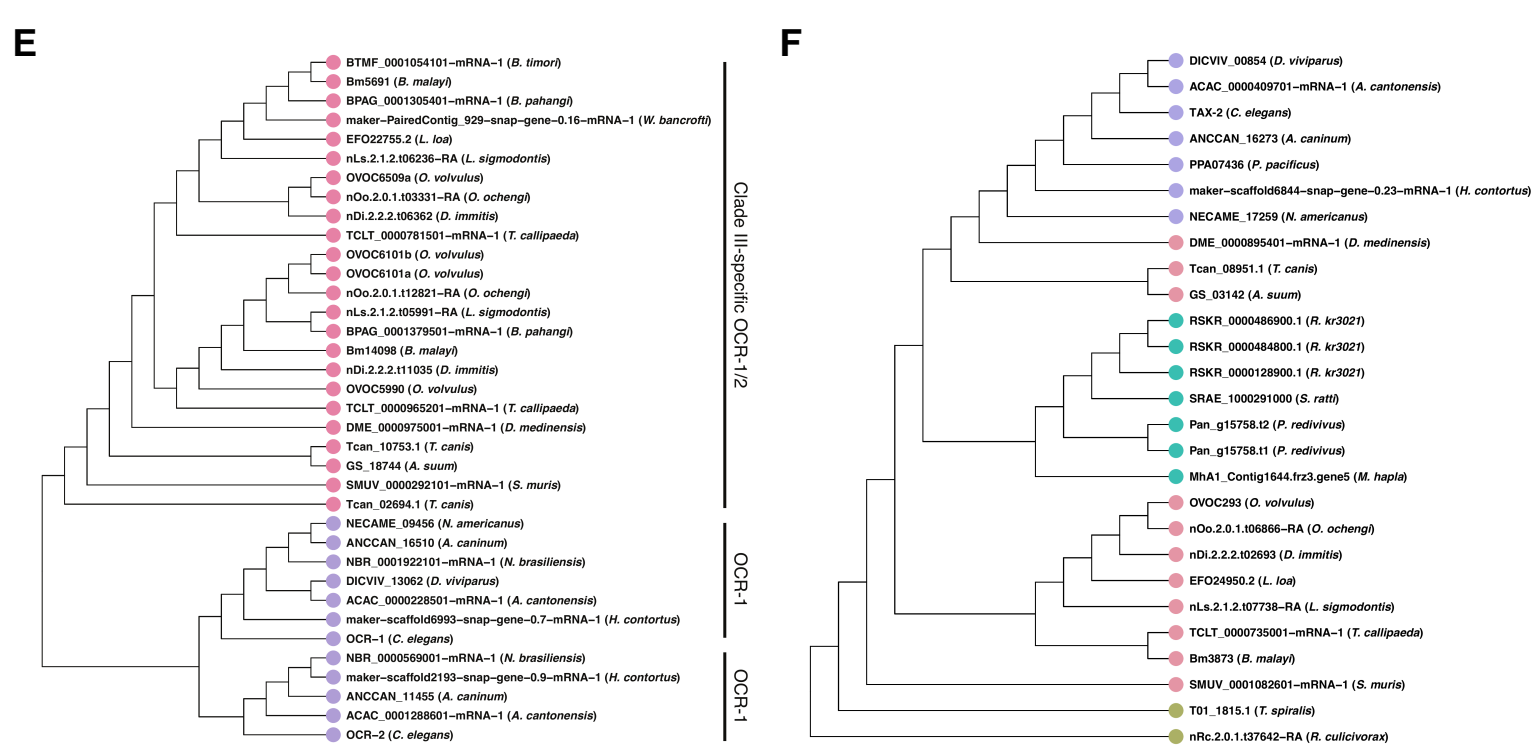 E
BTMF_0001054101−mRNA−1 (B. timori)
Bm5691 (B. malayi)
BPAG_0001305401−mRNA−1 (B. pahangi)
maker−PairedContig_929−snap−gene−0.16−mRNA−1 (W. bancrofti)
EFO22755.2 (L. loa)
nLs.2.1.2.t06236−RA (L. sigmodontis)
OVOC6509a (O. volvulus)
nOo.2.0.1.t03331−RA (O. ochengi)
nDi.2.2.2.t06362 (D. immitis)
TCLT_0000781501−mRNA−1 (T. callipaeda)
OVOC6101b (O. volvulus)
OVOC6101a (O. volvulus)
nOo.2.0.1.t12821−RA (O. ochengi)
nLs.2.1.2.t05991−RA (L. sigmodontis)
BPAG_0001379501−mRNA−1 (B. pahangi)
Bm14098 (B. malayi)
nDi.2.2.2.t11035 (D. immitis)
OVOC5990 (O. volvulus)
TCLT_0000965201−mRNA−1 (T. callipaeda)
DME_0000975001−mRNA−1 (D. medinensis)
Tcan_10753.1 (T. canis)
GS_18744 (A. suum)
SMUV_0000292101−mRNA−1 (S. muris)
Tcan_02694.1 (T. canis)
Clade III-specific OCR-1/2
NECAME_09456 (N. americanus)
ANCCAN_16510 (A. caninum)
NBR_0001922101−mRNA−1 (N. brasiliensis)
DICVIV_13062 (D. viviparus)
ACAC_0000228501−mRNA−1 (A. cantonensis)
maker−scaffold6993−snap−gene−0.7−mRNA−1 (H. contortus)
OCR−1 (C. elegans)
OCR-1
NBR_0000569001−mRNA−1 (N. brasiliensis)
maker−scaffold2193−snap−gene−0.9−mRNA−1 (H. contortus)
ANCCAN_11455 (A. caninum)
ACAC_0001288601−mRNA−1 (A. cantonensis)
OCR−2 (C. elegans)
OCR-1
F
DICVIV_00854 (D. viviparus)
ACAC_0000409701−mRNA−1 (A. cantonensis)
TAX−2 (C. elegans)
ANCCAN_16273 (A. caninum)
PPA07436 (P. pacificus)
maker−scaffold6844−snap−gene−0.23−mRNA−1 (H. contortus)
NECAME_17259 (N. americanus)
DME_0000895401−mRNA−1 (D. medinensis)
Tcan_08951.1 (T. canis)
GS_03142 (A. suum)
RSKR_0000486900.1 (R. kr3021)
RSKR_0000484800.1 (R. kr3021)
RSKR_0000128900.1 (R. kr3021)
SRAE_1000291000 (S. ratti)
Pan_g15758.t2 (P. redivivus)
Pan_g15758.t1 (P. redivivus)
MhA1_Contig1644.frz3.gene5 (M. hapla)
OVOC293 (O. volvulus)
nOo.2.0.1.t06866−RA (O. ochengi)
nDi.2.2.2.t02693 (D. immitis)
EFO24950.2 (L. loa)
nLs.2.1.2.t07738−RA (L. sigmodontis)
TCLT_0000735001−mRNA−1 (T. callipaeda)
Bm3873 (B. malayi)
SMUV_0001082601−mRNA−1 (S. muris)
T01_1815.1 (T. spiralis)
nRc.2.0.1.t37642−RA (R. culicivorax)